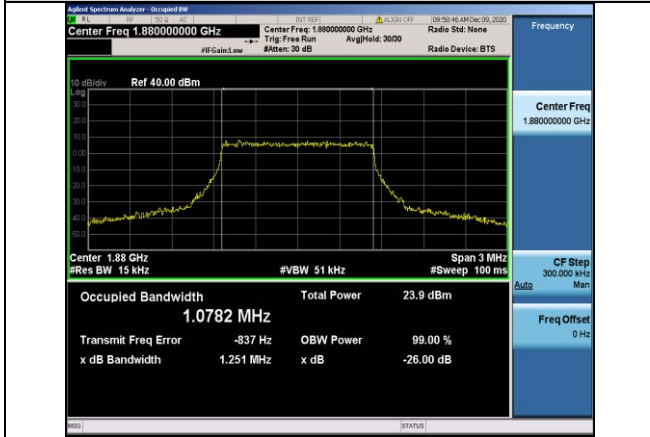 Agilent Spectrum Analyzer - Occupied BW
RL RF 50 Ω AC INT REF ALIGN OFF 09:58:46 AM Dec 09, 2020
Center Freq 1.880000000 GHz Center Freq: 1.880000000 GHz Radio Std: None Frequency
Trig: Free Run Avg|Hold: 30/30
#IFGain:Low #Atten: 30 dB Radio Device: BTS
10 dB/div Ref 40.00 dBm
Log
30.0
20.0
10.0
0.00
-10.0
-20.0
-30.0
-40.0
-50.0
Center Freq
1.880000000 GHz
Center 1.88 GHz Span 3 MHz
#Res BW 15 kHz #VBW 51 kHz #Sweep 100 ms
CF Step
300.000 kHz
Auto Man
Occupied Bandwidth Total Power 23.9 dBm
1.0782 MHz
Freq Offset
0 Hz
Transmit Freq Error -837 Hz OBW Power 99.00 %
x dB Bandwidth 1.251 MHz x dB -26.00 dB
MSG STATUS